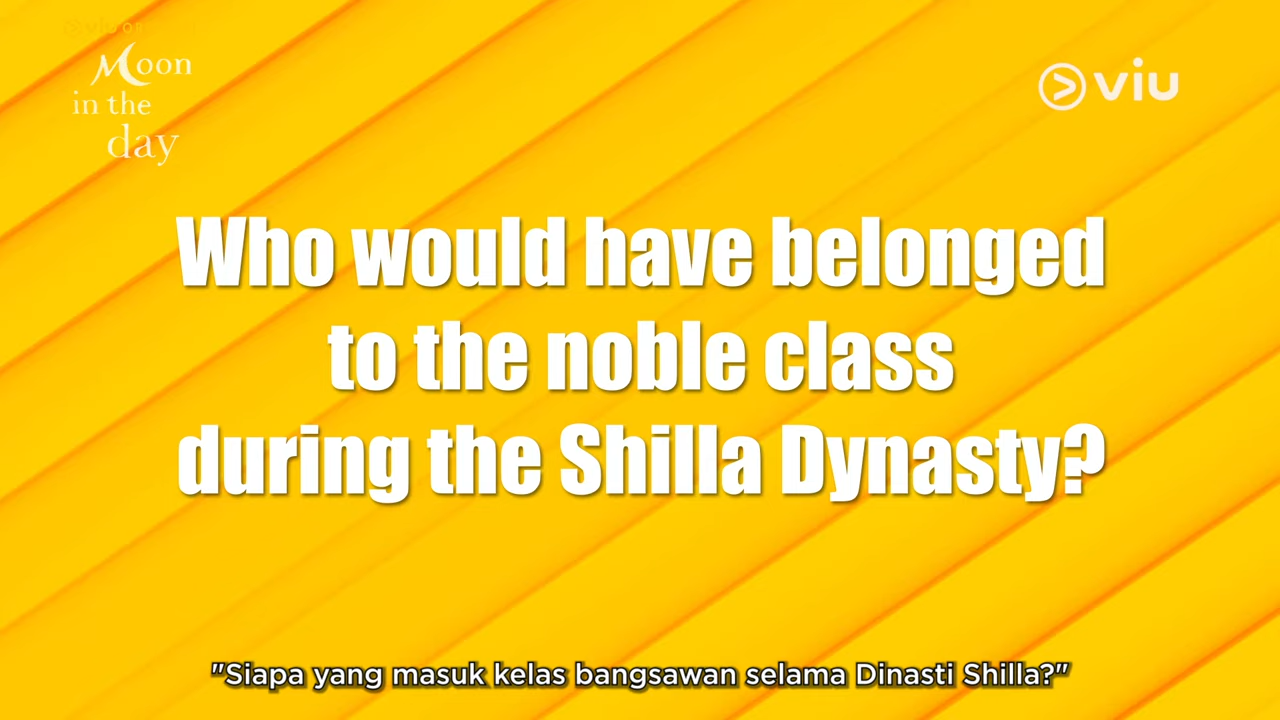 Moon
in the
day
viu
Who would have belonged
to the noble class
during the Shilla Dynasty?
"Siapa yang masuk kelas bangsawan selama Dinasti Shilla?"